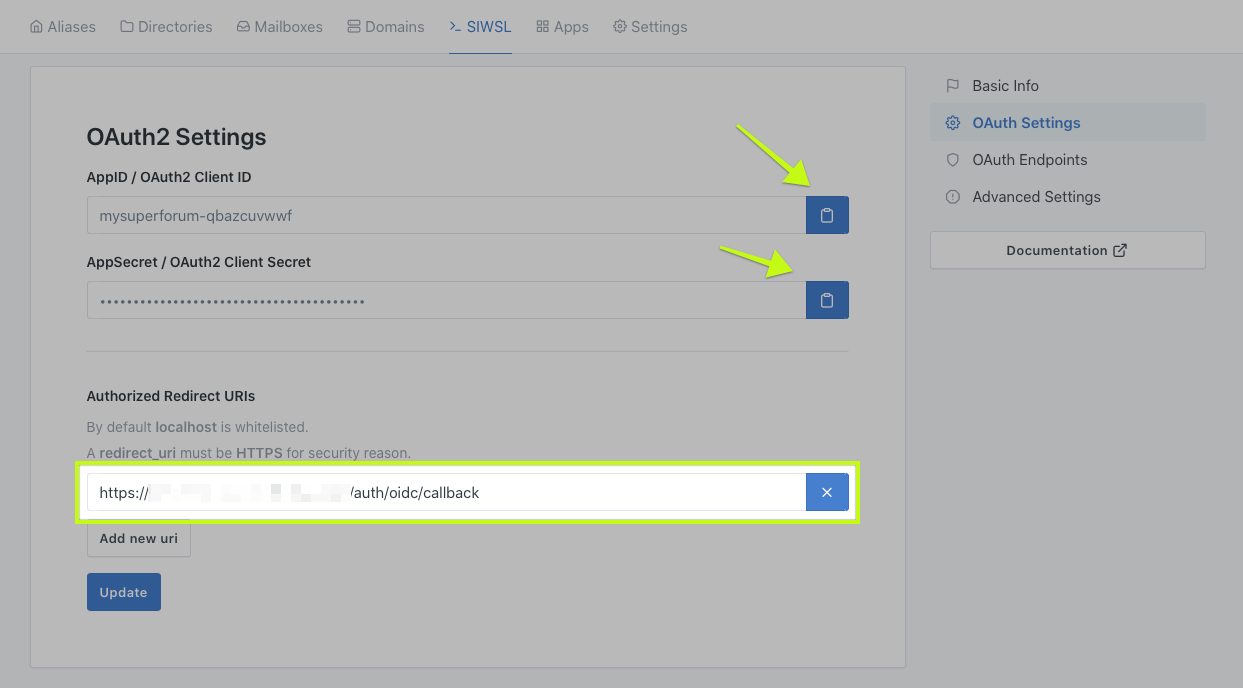 Aliases Directories Mailboxes Domains SIWSL Apps Settings
OAuth2 Settings
AppID / OAuth2 Client ID
mysuperforum-qbazcuvwwf
AppSecret / OAuth2 Client Secret
••••••••••••••••••••••••••••••••••••••••
Authorized Redirect URIs
By default localhost is whitelisted.
A redirect_uri must be HTTPS for security reason.
https:// /auth/oidc/callback
Add new uri
Update
Basic Info
OAuth Settings
OAuth Endpoints
Advanced Settings
Documentation